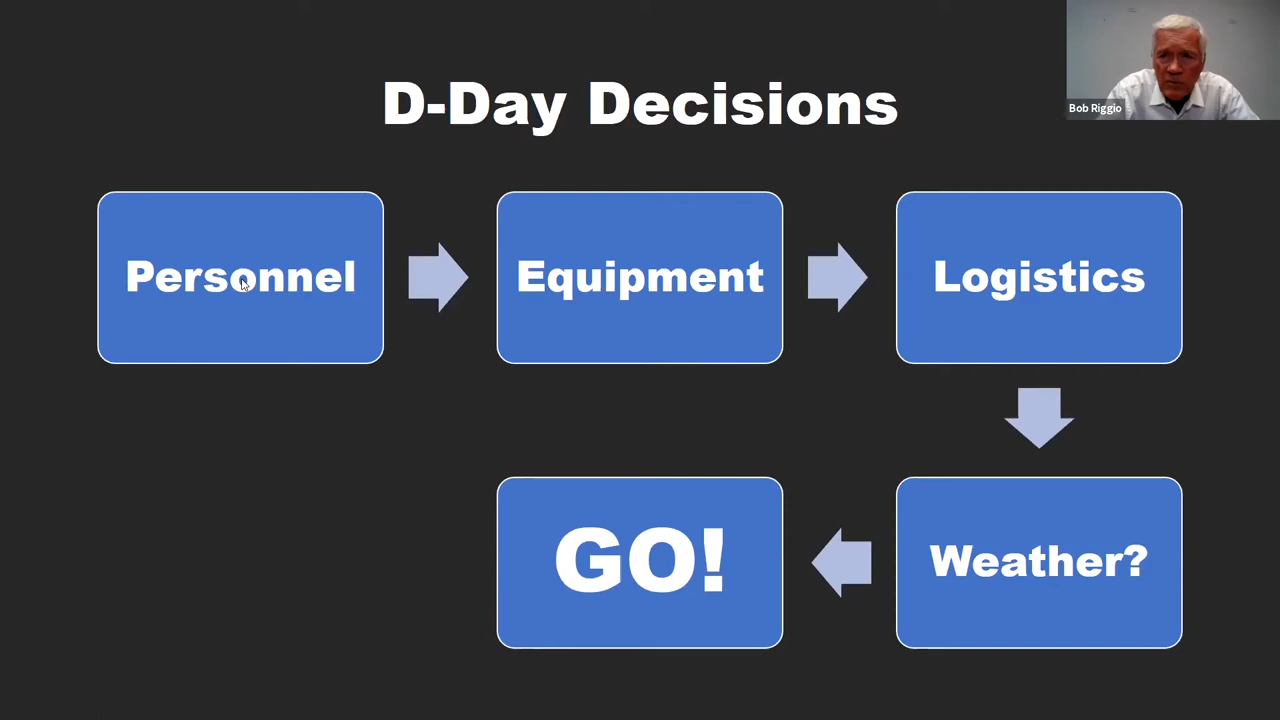 D-Day Decisions
Bob Riggio
Personnel
Equipment
Logistics
Weather?
GO!